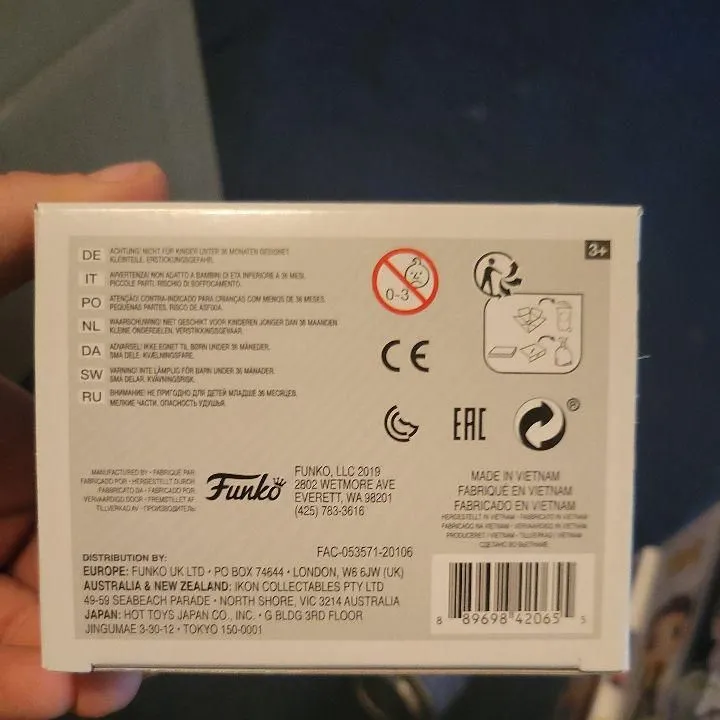 3+
DE ACHTUNG! NICHT FÜR KINDER UNTER 36 MONATEN GEEIGNET.
KLEINTEILE. ERSTICKUNGSGEFAHR.
IT AVVERTENZA! NON ADATTO A BAMBINI DI ETÀ INFERIORE A 36 MESI.
PICCOLE PARTI. RISCHIO DI SOFFOCAMENTO.
PO ATENÇÃO! CONTRA-INDICADO PARA CRIANÇAS COM MENOS DE 36 MESES.
PEQUENAS PARTES. RISCO DE ASFIXIA.
NL WAARSCHUWING! NIET GESCHIKT VOOR KINDEREN JONGER DAN 36 MAANDEN.
KLEINE ONDERDELEN. VERSTIKKINGSGEVAAR.
DA ADVARSEL! IKKE EGNET TIL BØRN UNDER 36 MÅNEDER.
SMÅ DELE. KVÆLNINGSFARE.
SW VARNING! INTE LÄMPLIG FÖR BARN UNDER 36 MÅNADER.
SMÅ DELAR. KVÄVNINGSRISK.
RU ВНИМАНИЕ! НЕ ПРИГОДНО ДЛЯ ДЕТЕЙ МЛАДШЕ 36 МЕСЯЦЕВ.
МЕЛКИЕ ЧАСТИ. ОПАСНОСТЬ УДУШЬЯ.
0-3
CE
EAC
®
MANUFACTURED BY • FABRIQUÉ PAR
FABRICADO POR • HERGESTELLT DURCH
FABBRICATO DA • FABRICADO POR
VERVAARDIGD DOOR • FREMSTILLET AF
TILLVERKAD AV • ПРОИЗВОДИТЕЛЬ:
Funko
FUNKO, LLC 2019
2802 WETMORE AVE
EVERETT, WA 98201
(425) 783-3616
MADE IN VIETNAM
FABRIQUÉ EN VIETNAM
FABRICADO EN VIETNAM
HERGESTELLT IN VIETNAM • FABBRICATO IN VIETNAM
FABRICADO NA VIETNAM • VERVAARDIGD IN VIETNAM
PRODUCERET I VIETNAM • TILLVERKAD I VIETNAM
СДЕЛАНО ВО ВЬЕТНАМЕ
FAC-053571-20106
DISTRIBUTION BY:
EUROPE: FUNKO UK LTD • PO BOX 74644 • LONDON, W6 6JW (UK)
AUSTRALIA & NEW ZEALAND: IKON COLLECTABLES PTY LTD
49-59 SEABEACH PARADE • NORTH SHORE, VIC 3214 AUSTRALIA
JAPAN: HOT TOYS JAPAN CO., INC. • G BLDG 3RD FLOOR
JINGUMAE 3-30-12 • TOKYO 150-0001
8 89698 42065 5